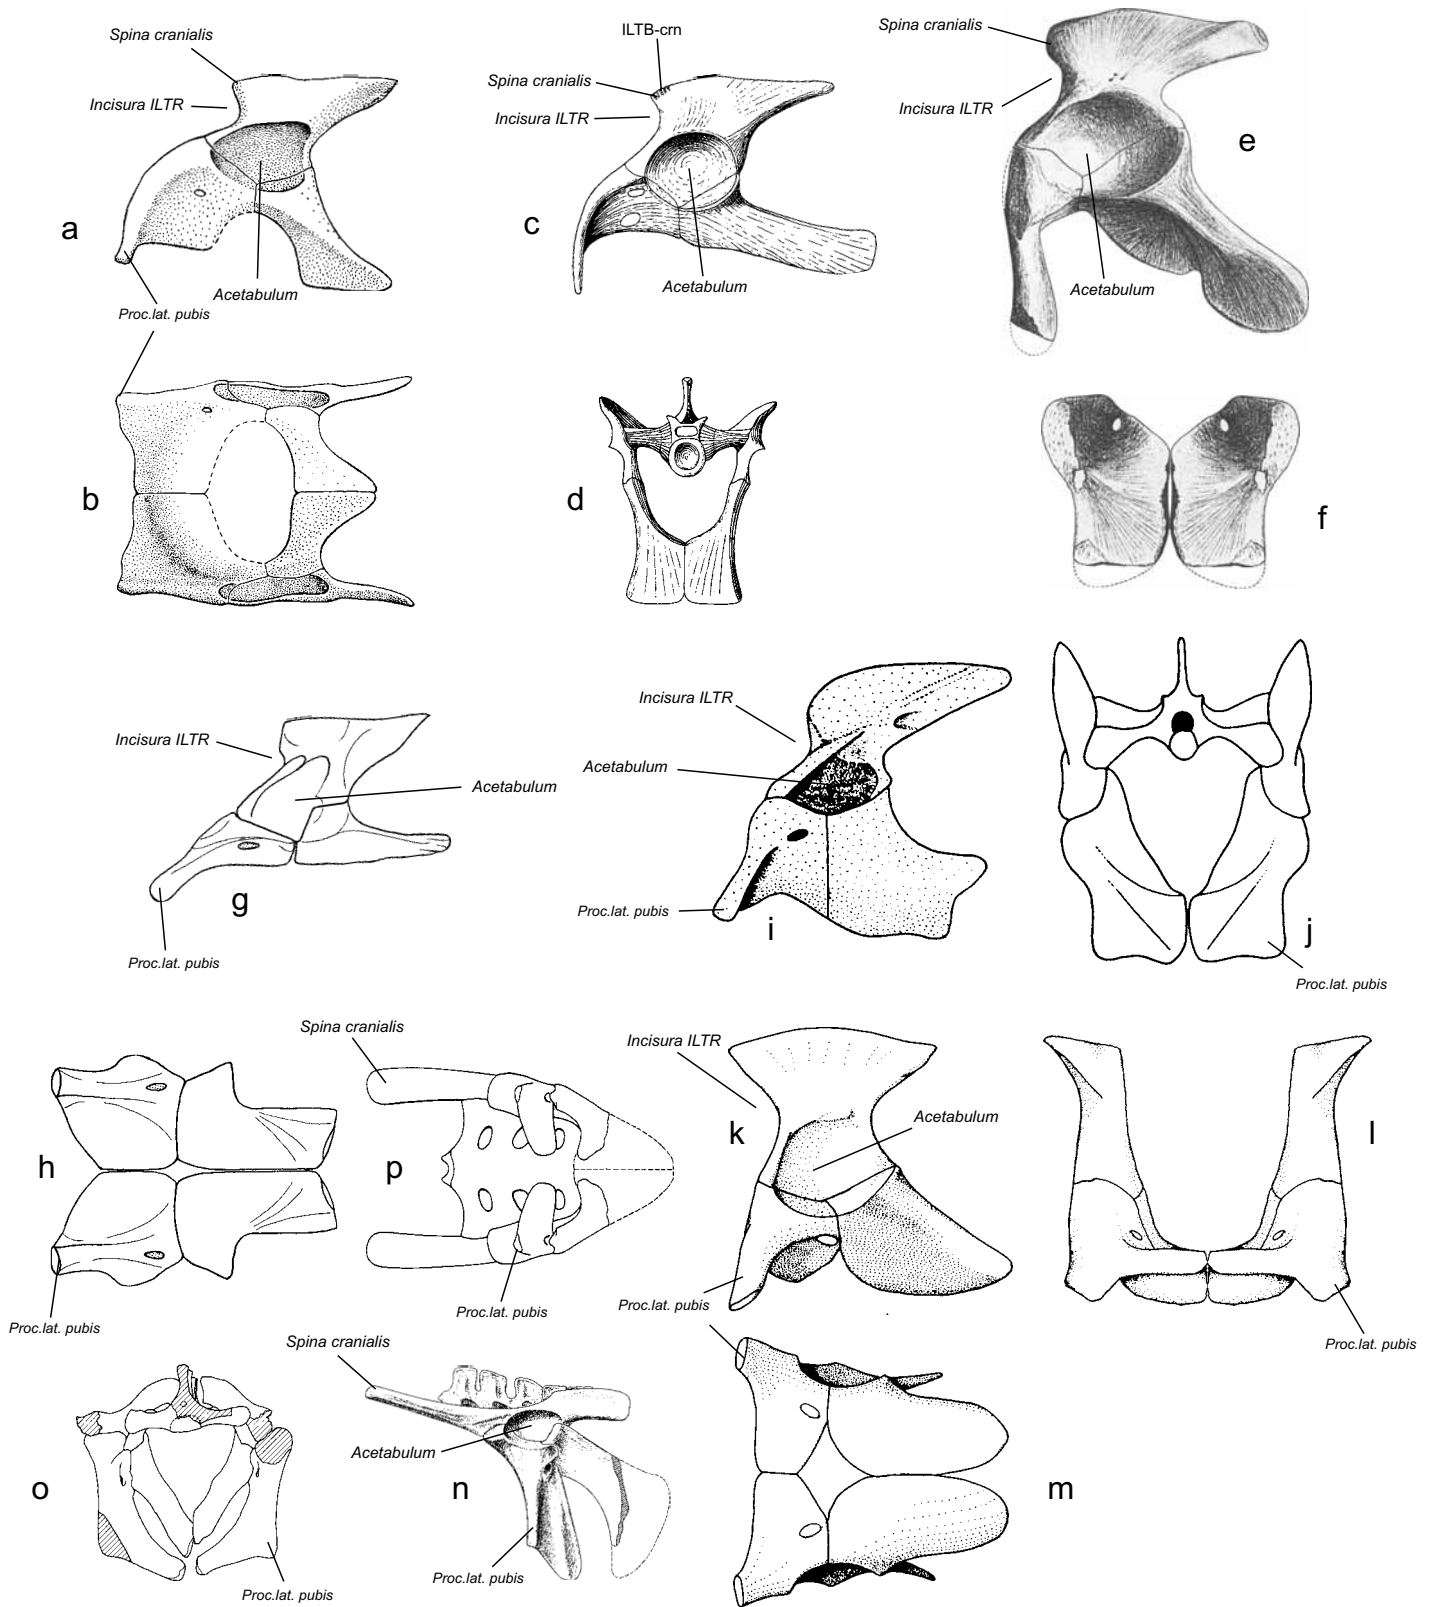 Spina cranialis
Incisura ILTR
a
Acetabulum
Proc.lat. pubis
b
ILTB-crn
Spina cranialis
Incisura ILTR
c
Acetabulum
d
Spina cranialis
Incisura ILTR
e
Acetabulum
f
Incisura ILTR
Acetabulum
g
Proc.lat. pubis
Incisura ILTR
Acetabulum
Proc.lat. pubis
i
j
Proc.lat. pubis
h
Proc.lat. pubis
Spina cranialis
p
Proc.lat. pubis
Incisura ILTR
k
Acetabulum
Proc.lat. pubis
l
Proc.lat. pubis
o
Proc.lat. pubis
Spina cranialis
Acetabulum
n
Proc.lat. pubis
m